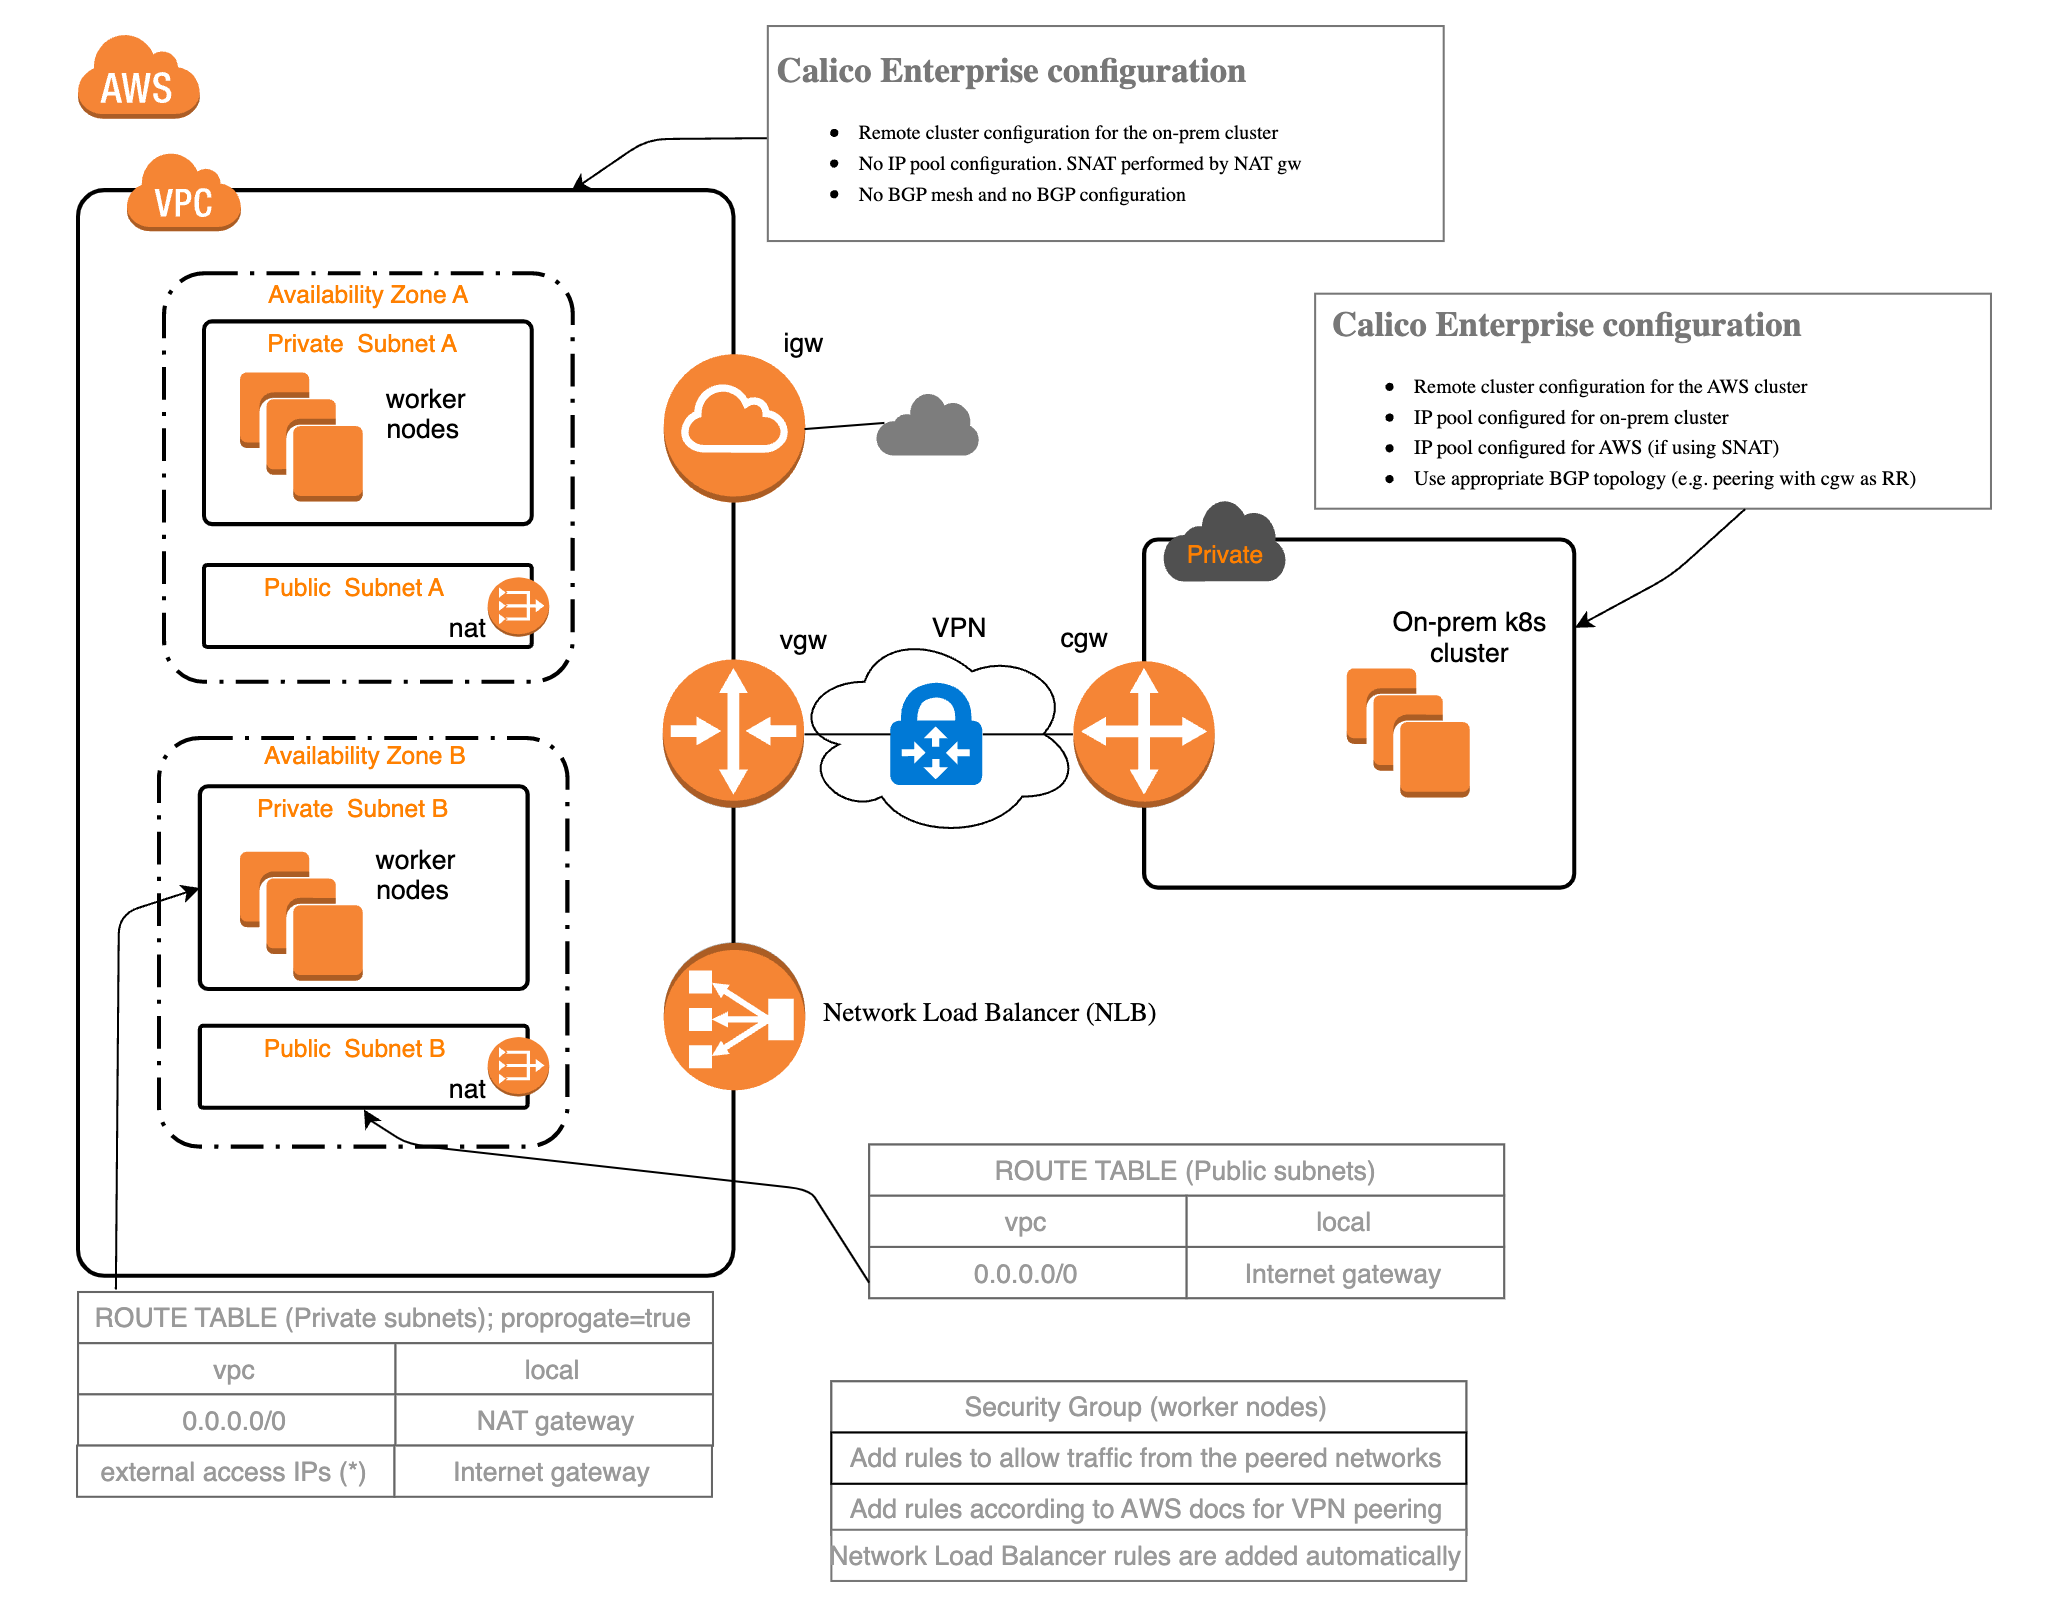 AWS
Calico Enterprise configuration
Remote cluster configuration for the on-prem cluster
No IP pool configuration. SNAT performed by NAT gw
No BGP mesh and no BGP configuration
VPC
Availability Zone A
Private Subnet A
worker
nodes
Public Subnet A
nat
igw
Calico Enterprise configuration
Remote cluster configuration for the AWS cluster
IP pool configured for on-prem cluster
IP pool configured for AWS (if using SNAT)
Use appropriate BGP topology (e.g. peering with cgw as RR)
Private
On-prem k8s
cluster
vgw
VPN
cgw
Availability Zone B
Private Subnet B
worker
nodes
Public Subnet B
nat
Network Load Balancer (NLB)
ROUTE TABLE (Public subnets)
vpc
local
0.0.0.0/0
Internet gateway
ROUTE TABLE (Private subnets); proprogate=true
vpc
local
0.0.0.0/0
NAT gateway
external access IPs (*)
Internet gateway
Security Group (worker nodes)
Add rules to allow traffic from the peered networks
Add rules according to AWS docs for VPN peering
Network Load Balancer rules are added automatically